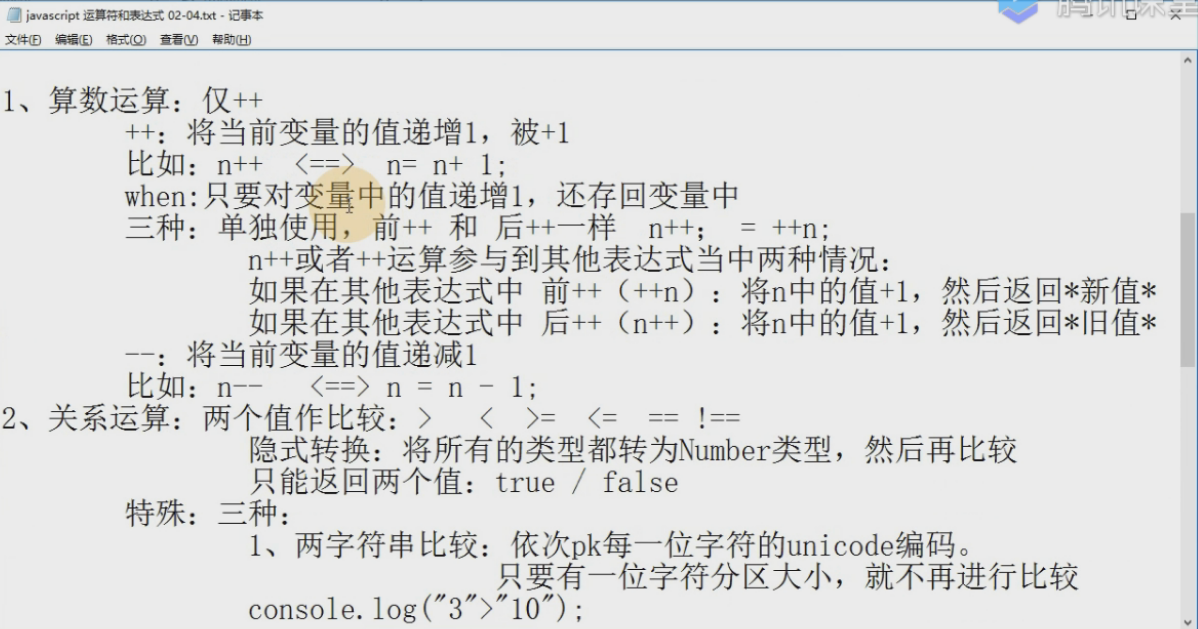 javascript 运算符和表达式 02-04.txt - 记事本
腾讯课堂
文件(F) 编辑(E) 格式(O) 查看(V) 帮助(H)
1、算数运算：仅++
++：将当前变量的值递增1，被+1
比如：n++ <==> n= n+ 1;
when:只要对变量中的值递增1，还存回变量中
三种：单独使用，前++ 和 后++一样 n++； = ++n;
n++或者++运算参与到其他表达式当中两种情况：
如果在其他表达式中 前++（++n）：将n中的值+1，然后返回*新值*
如果在其他表达式中 后++（n++）：将n中的值+1，然后返回*旧值*
--：将当前变量的值递减1
比如：n-- <==> n = n - 1;
2、关系运算：两个值作比较：> < >= <= == !==
隐式转换：将所有的类型都转为Number类型，然后再比较
只能返回两个值：true / false
特殊：三种：
1、两字符串比较：依次pk每一位字符的unicode编码。
只要有一位字符分区大小，就不再进行比较
console.log("3">"10");